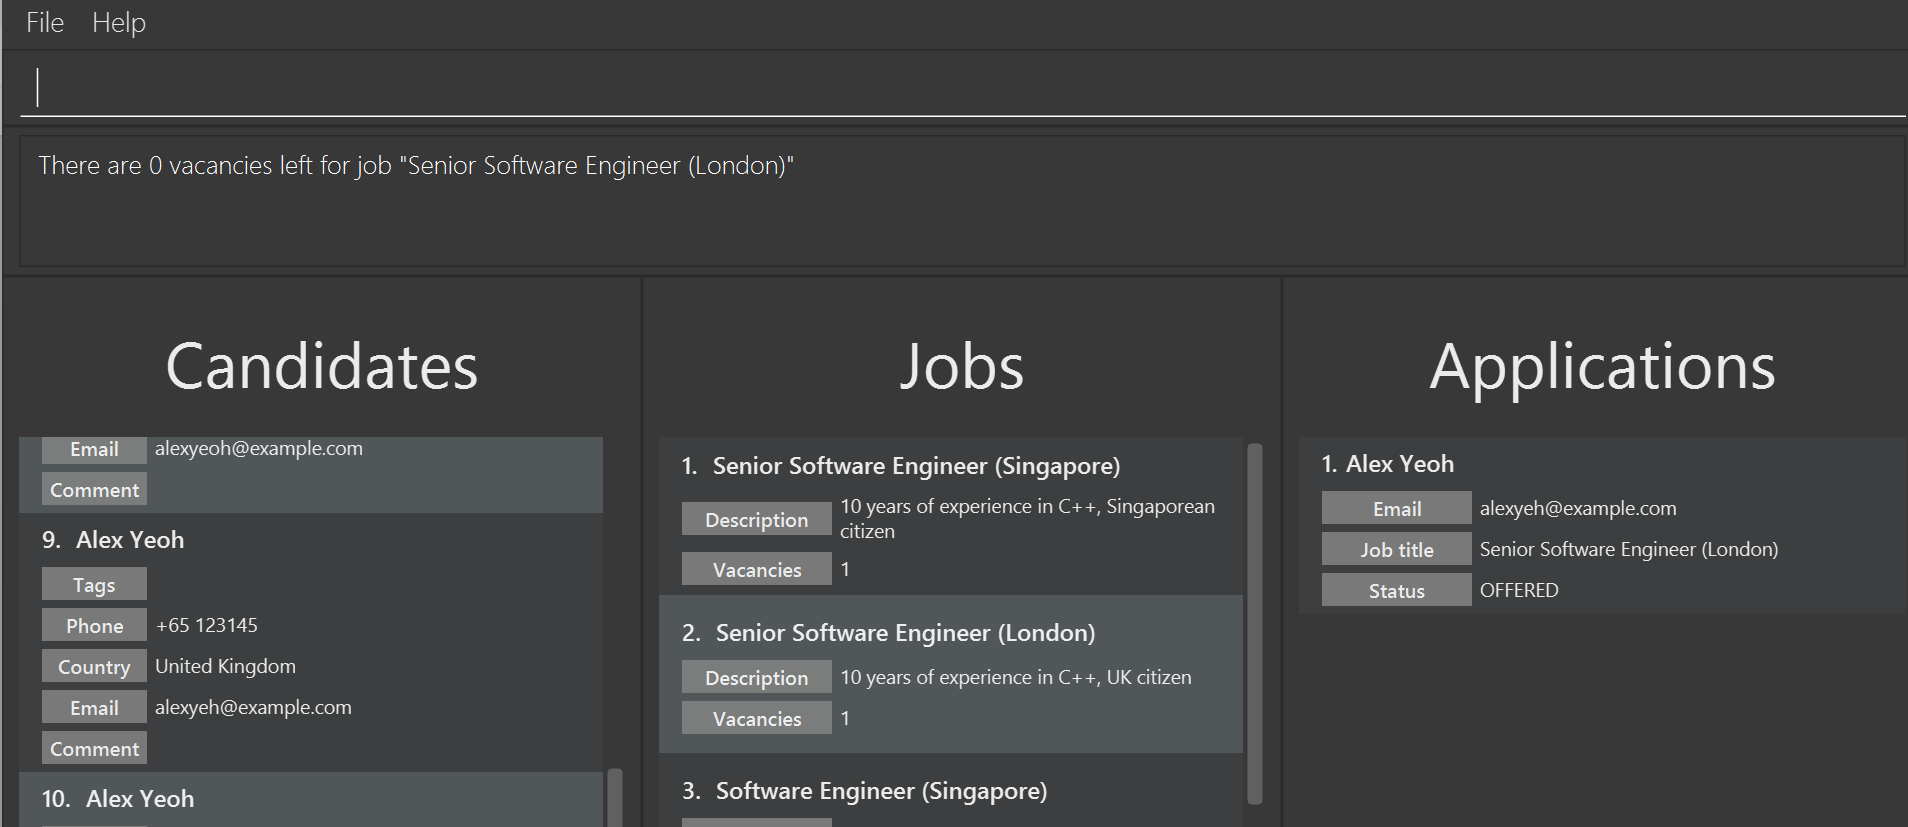 File Help
There are 0 vacancies left for job "Senior Software Engineer (London)"
Candidates
Email alexyeoh@example.com
Comment
9. Alex Yeoh
Tags
Phone +65 123145
Country United Kingdom
Email alexyeh@example.com
Comment
10. Alex Yeoh
Jobs
1. Senior Software Engineer (Singapore)
Description 10 years of experience in C++, Singaporean
citizen
Vacancies 1
2. Senior Software Engineer (London)
Description 10 years of experience in C++, UK citizen
Vacancies 1
3. Software Engineer (Singapore)
Applications
1. Alex Yeoh
Email alexyeh@example.com
Job title Senior Software Engineer (London)
Status OFFERED